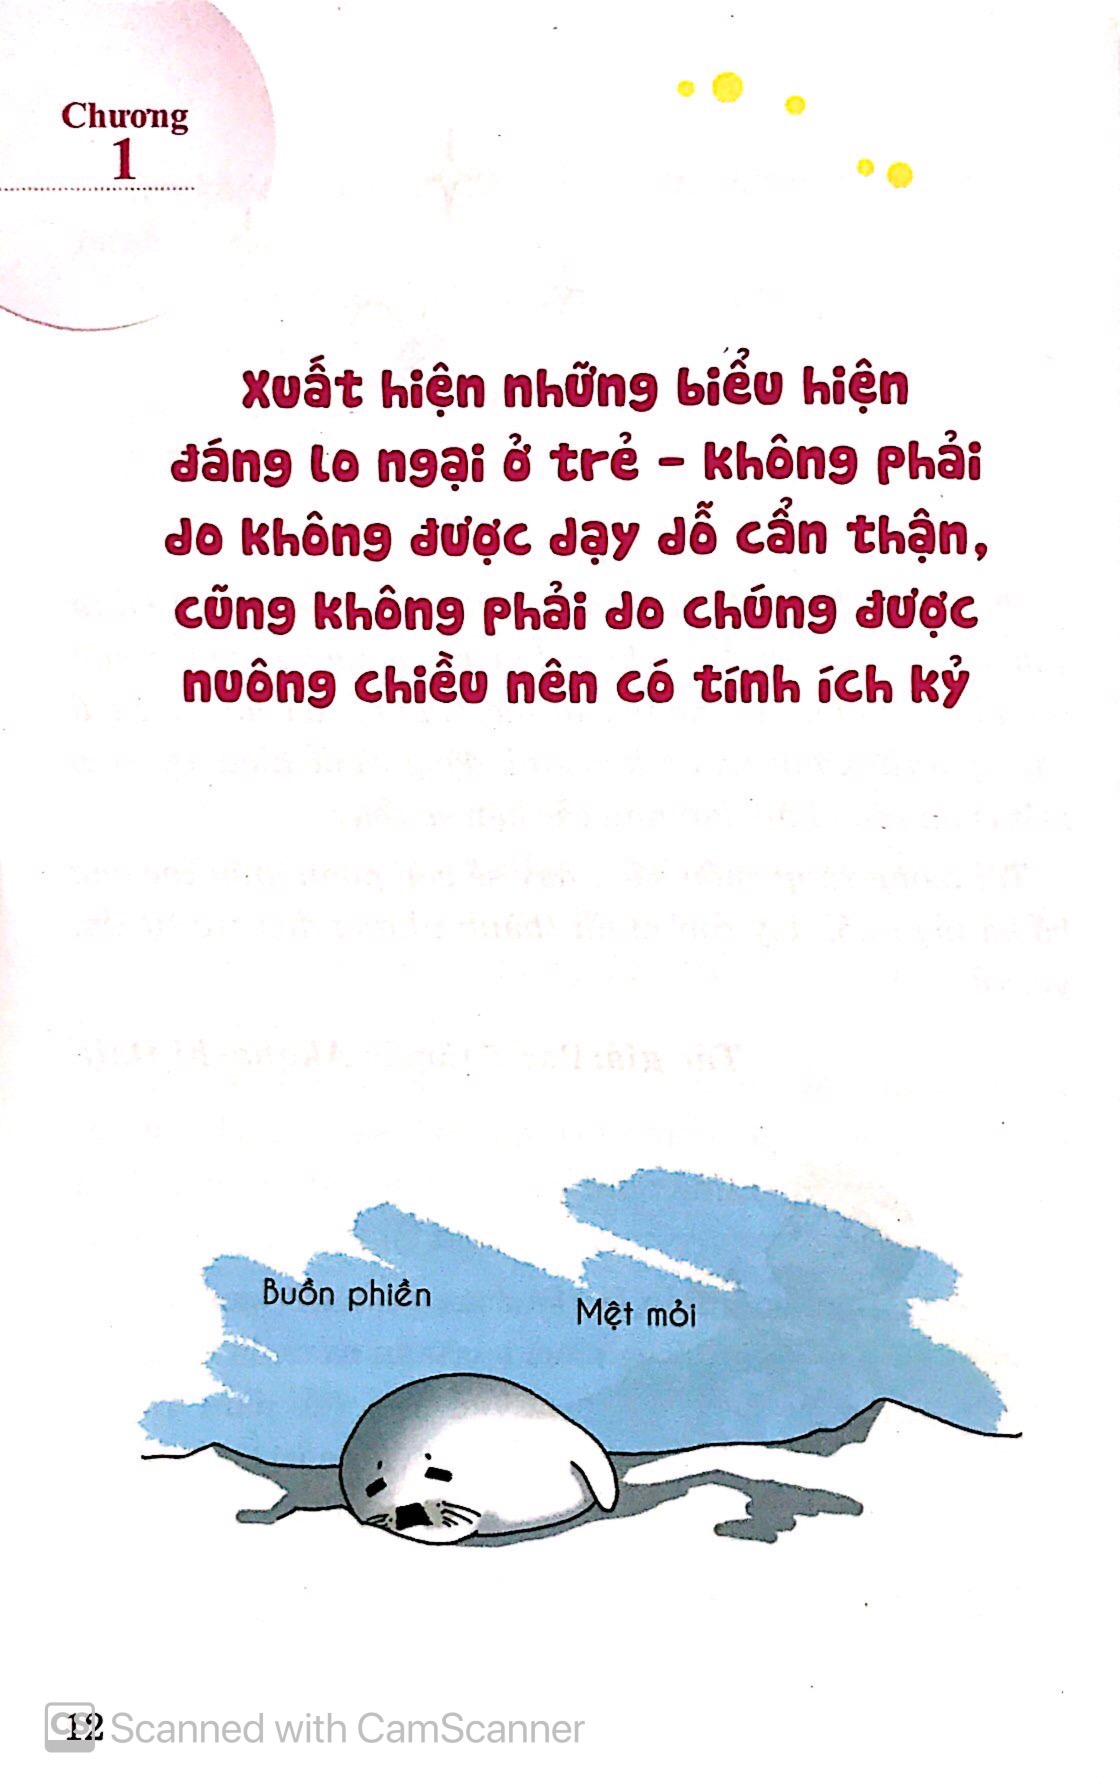 Chương
1
Xuất hiện những biểu hiện
đáng lo ngại ở trẻ - không phải
do không được dạy dỗ cẩn thận,
cũng không phải do chúng được
nuông chiều nên có tính ích kỷ
Buồn phiền
Mệt mỏi
12
CS Scanned with CamScanner